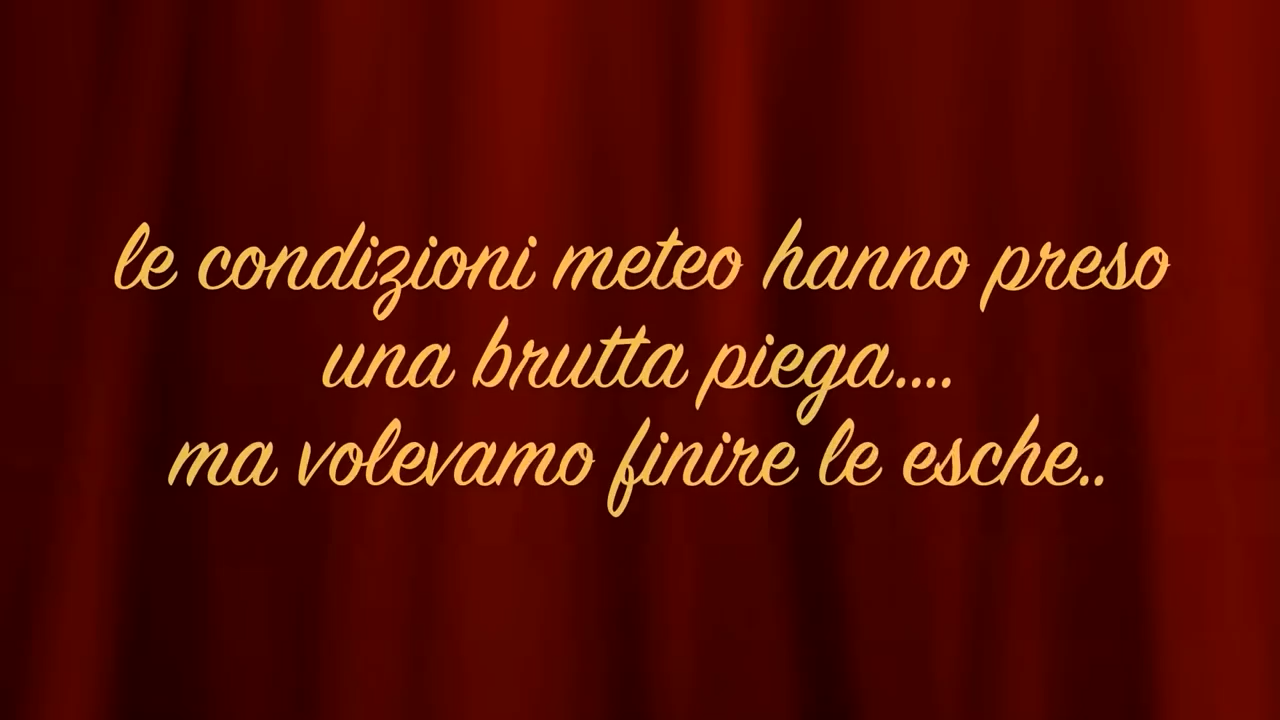 le condizioni meteo hanno preso
una brutta piega....
ma volevamo finire le esche..